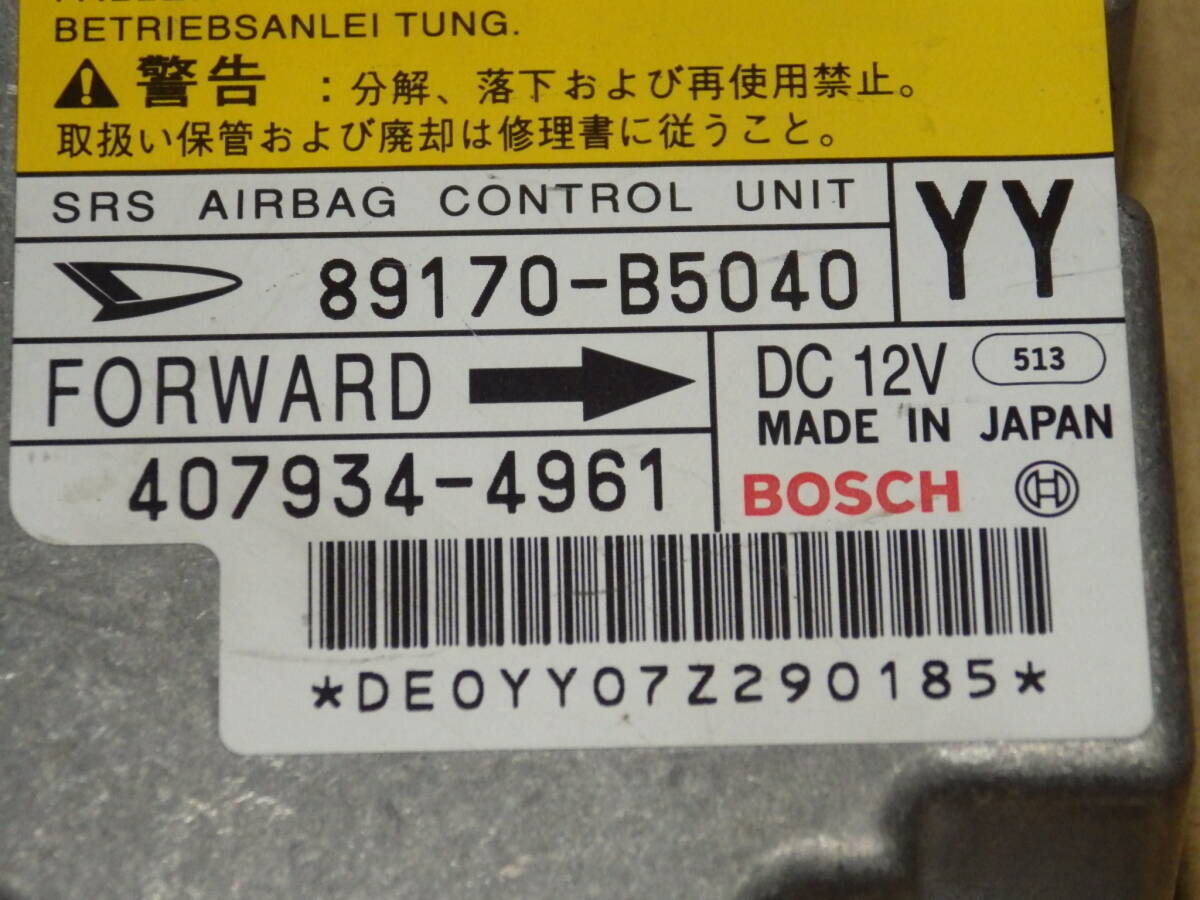 BETRIEBSANLEI TUNG.
警告 : 分解、落下および再使用禁止。
取扱い保管および廃却は修理書に従うこと。
SRS AIRBAG CONTROL UNIT
YY
89170-B5040
FORWARD
DC 12V 513
MADE IN JAPAN
407934-4961
BOSCH
*DE0YY07Z290185*